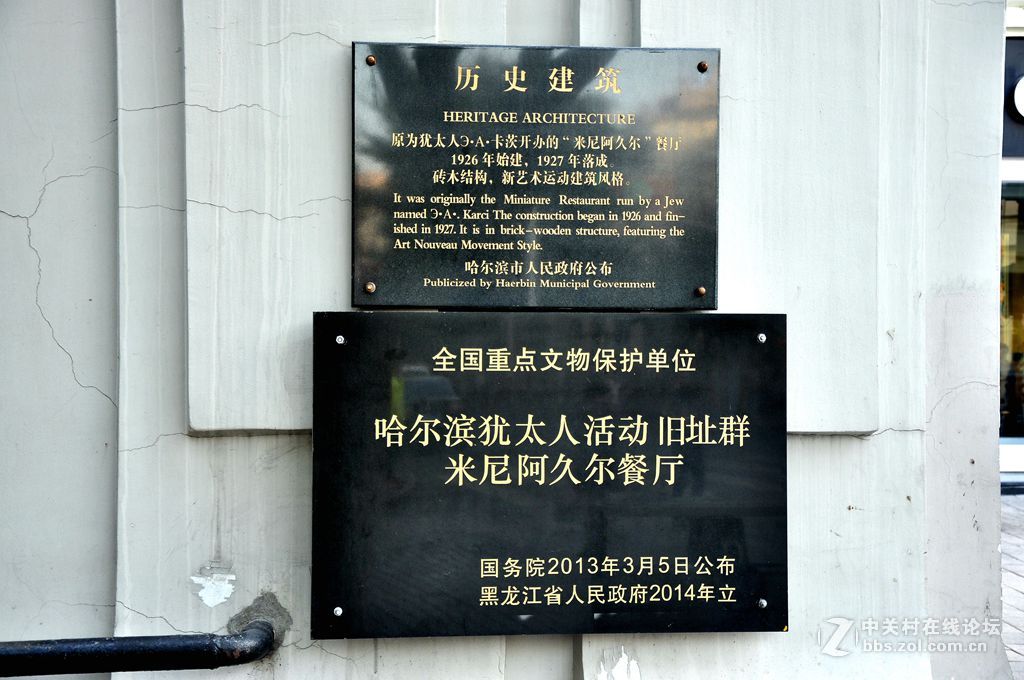 历史建筑
HERITAGE ARCHITECTURE
原为犹太人Э·А·卡茨开办的“米尼阿久尔”餐厅
1926年始建，1927年落成。
砖木结构，新艺术运动建筑风格。
It was originally the Miniature Restaurant run by a Jew
named Э·А·. Karci The construction began in 1926 and fin-
ished in 1927. It is in brick-wooden structure, featuring the
Art Nouveau Movement Style.
哈尔滨市人民政府公布
Publicized by Haerbin Municipal Government
全国重点文物保护单位
哈尔滨犹太人活动旧址群
米尼阿久尔餐厅
国务院2013年3月5日公布
黑龙江省人民政府2014年立
中关村在线论坛
bbs.zol.com.cn